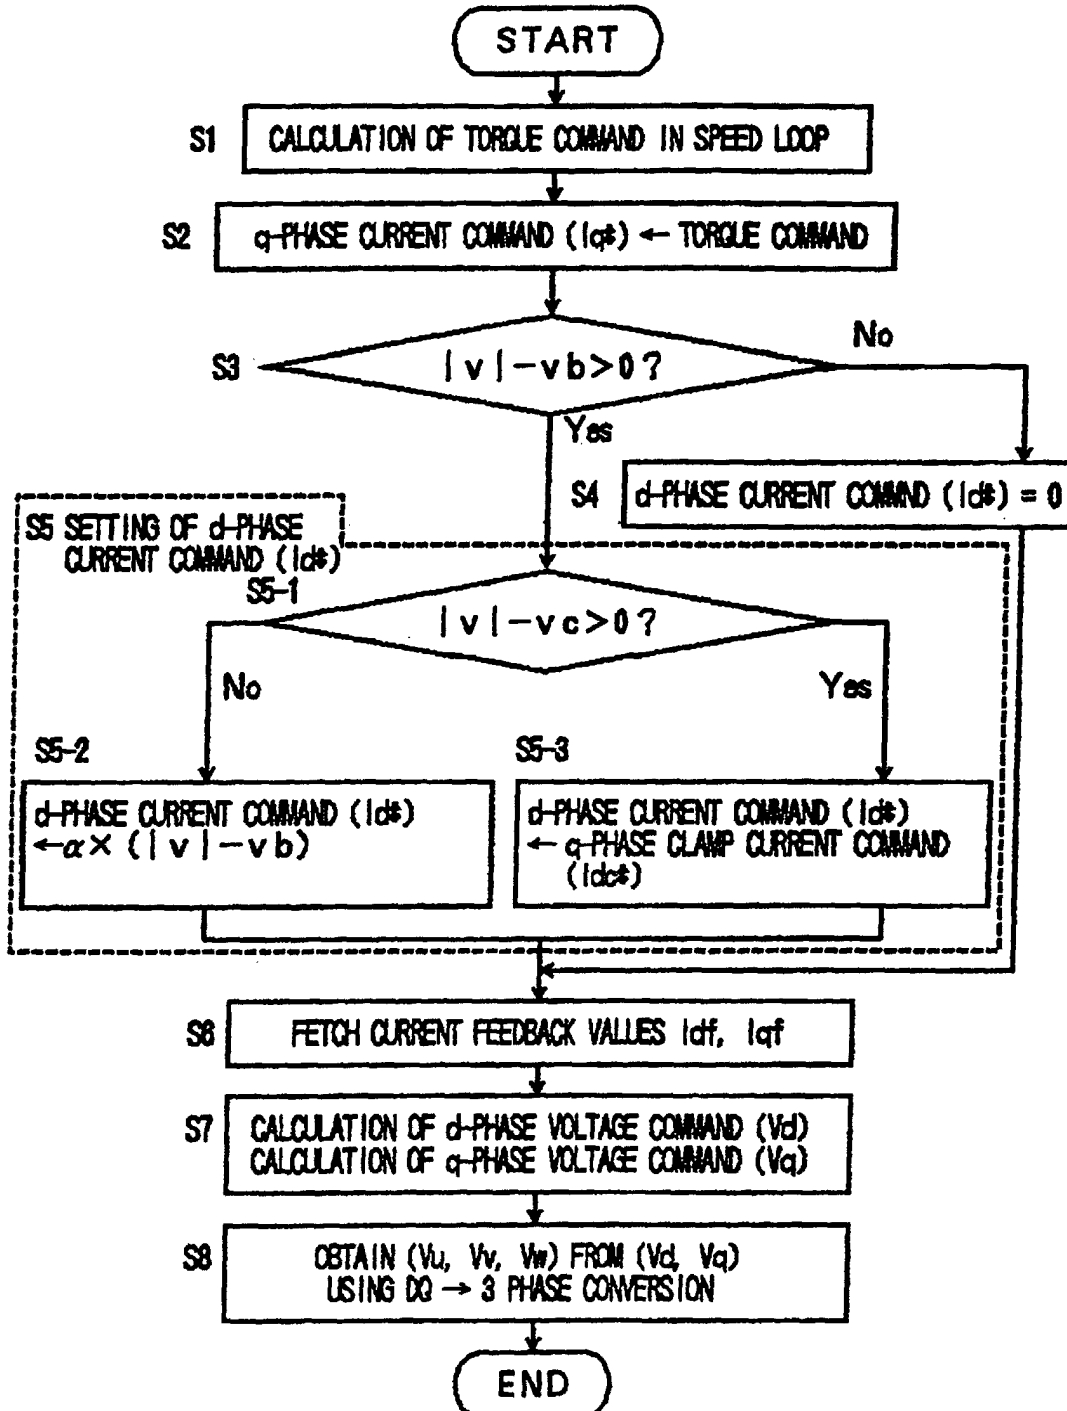 START
S1
CALCULATION OF TORQUE COMMAND IN SPEED LOOP
S2
q-PHASE CURRENT COMMAND (Iq*) ← TORQUE COMMAND
S3
|v|-vb>0?
No
Yes
S4
d-PHASE CURRENT COMMND (Id*) = 0
S5 SETTING OF d-PHASE
CURRENT COMMAND (Id*)
S5-1
|v|-vc>0?
No
Yes
S5-2
d-PHASE CURRENT COMMAND (Id*)
←α×(|v|-vb)
S5-3
d-PHASE CURRENT COMMAND (Id*)
← q-PHASE CLAMP CURRENT COMMAND
(Idc*)
S6
FETCH CURRENT FEEDBACK VALUES Idf, Iqf
S7
CALCULATION OF d-PHASE VOLTAGE COMMAND (Vd)
CALCULATION OF q-PHASE VOLTAGE COMMAND (Vq)
S8
OBTAIN (Vu, Vv, Vw) FROM (Vd, Vq)
USING DQ → 3 PHASE CONVERSION
END